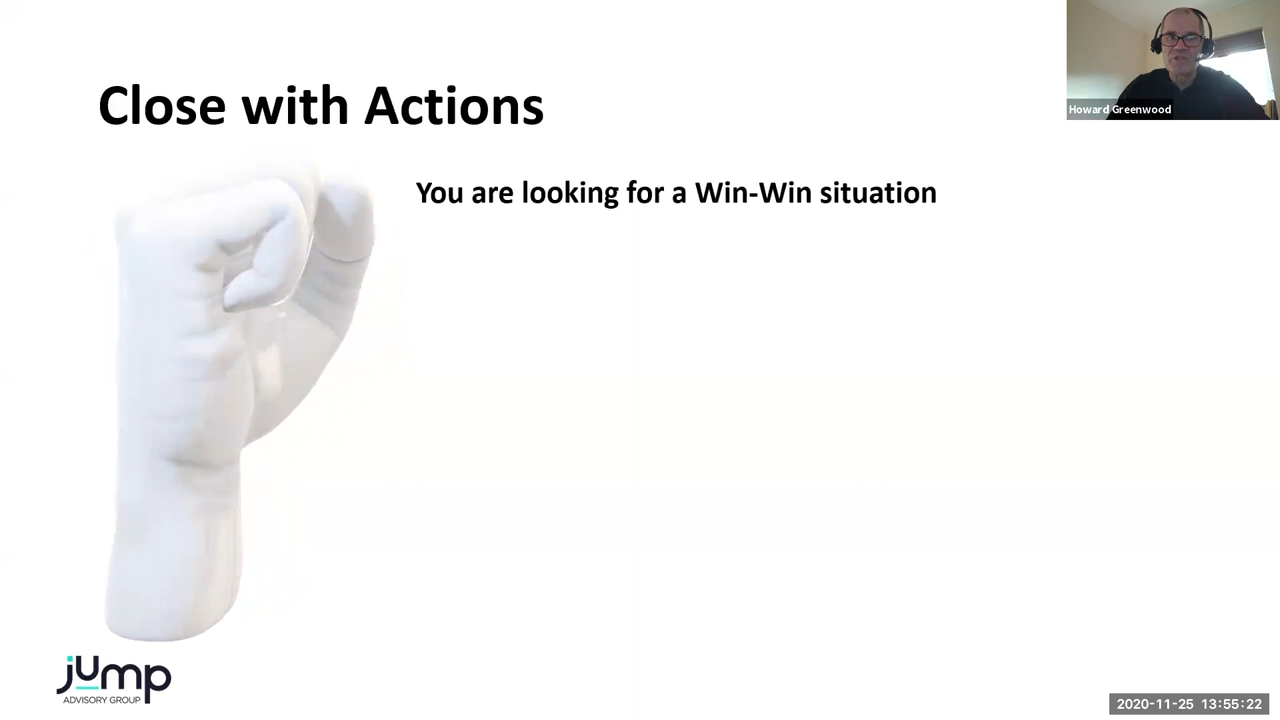 Close with Actions
Howard Greenwood
You are looking for a Win-Win situation
jump
ADVISORY GROUP
2020-11-25 13:55:22